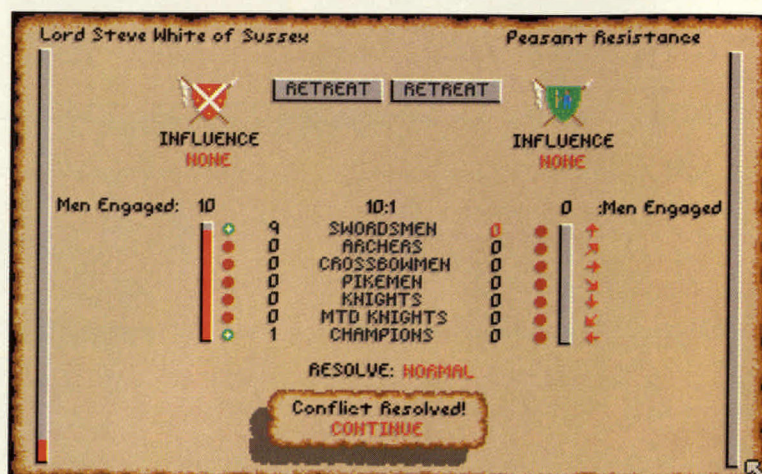 Lord Steve White of Sussex
Peasant Resistance
RETREAT RETREAT
INFLUENCE
NONE
INFLUENCE
NONE
Men Engaged: 10 10:1 0 :Men Engaged
9 SWORDSMEN 0
0 ARCHERS 0
0 CROSSBOWMEN 0
0 PIKEMEN 0
0 KNIGHTS 0
0 MTD KNIGHTS 0
1 CHAMPIONS 0
RESOLVE: NORMAL
Conflict Resolved!
CONTINUE